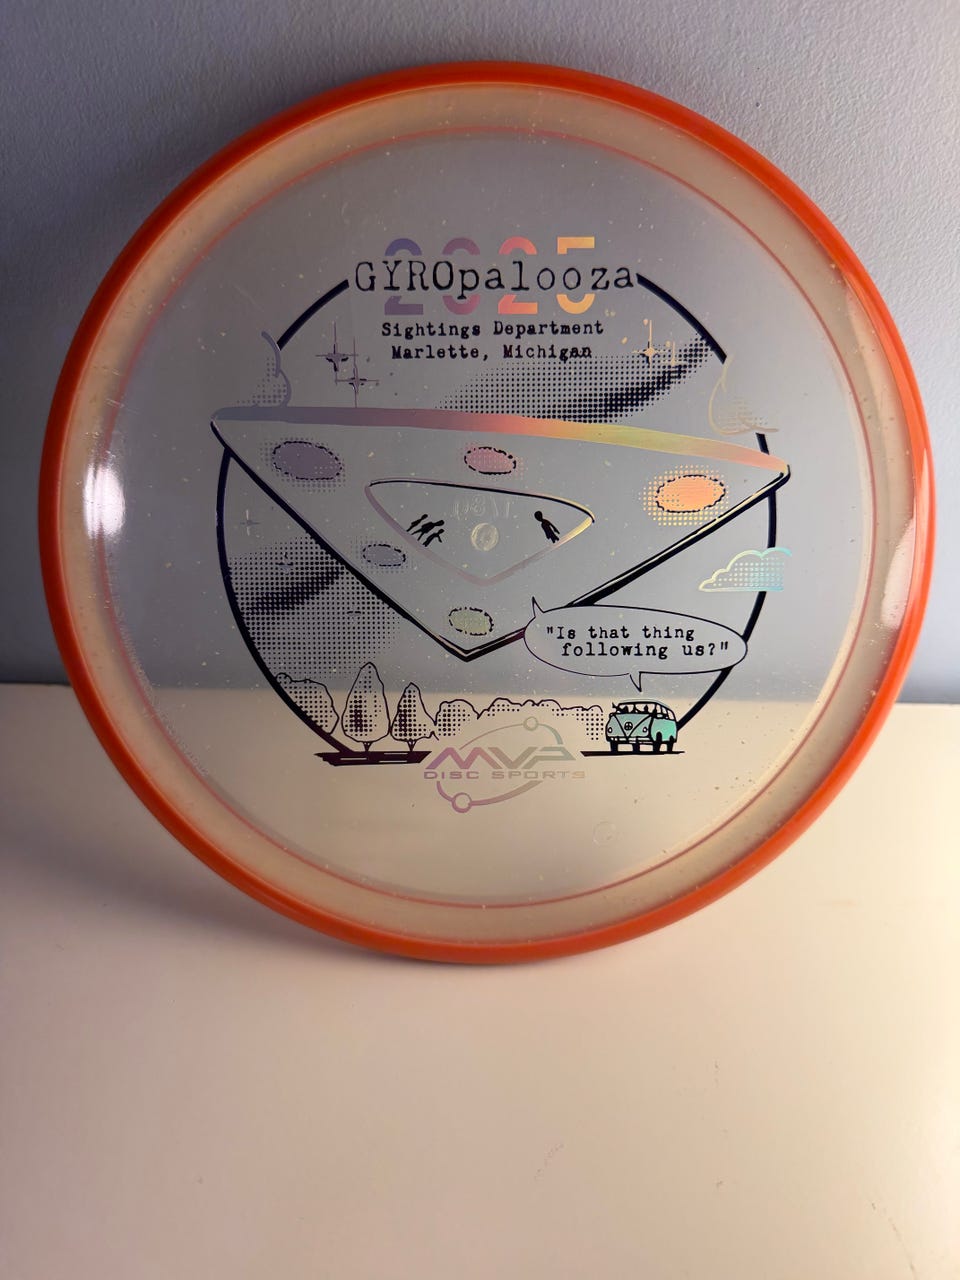 2025
GYROpalooza
Sightings Department
Marlette, Michigan
"Is that thing
following us?"
MVP
DISC SPORTS